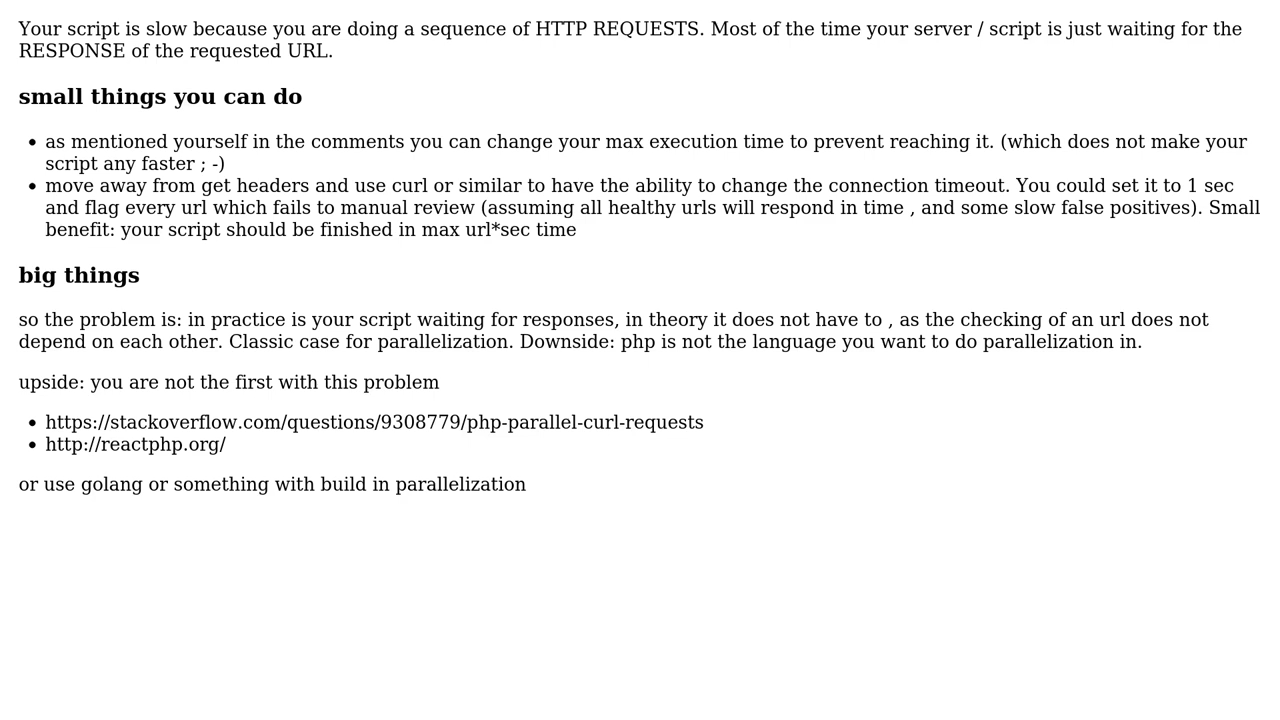 Your script is slow because you are doing a sequence of HTTP REQUESTS. Most of the time your server / script is just waiting for the
RESPONSE of the requested URL.
small things you can do
• as mentioned yourself in the comments you can change your max execution time to prevent reaching it. (which does not make your
script any faster ; -)
• move away from get headers and use curl or similar to have the ability to change the connection timeout. You could set it to 1 sec
and flag every url which fails to manual review (assuming all healthy urls will respond in time , and some slow false positives). Small
benefit: your script should be finished in max url*sec time
big things
so the problem is: in practice is your script waiting for responses, in theory it does not have to , as the checking of an url does not
depend on each other. Classic case for parallelization. Downside: php is not the language you want to do parallelization in.
upside: you are not the first with this problem
• https://stackoverflow.com/questions/9308779/php-parallel-curl-requests
• http://reactphp.org/
or use golang or something with build in parallelization